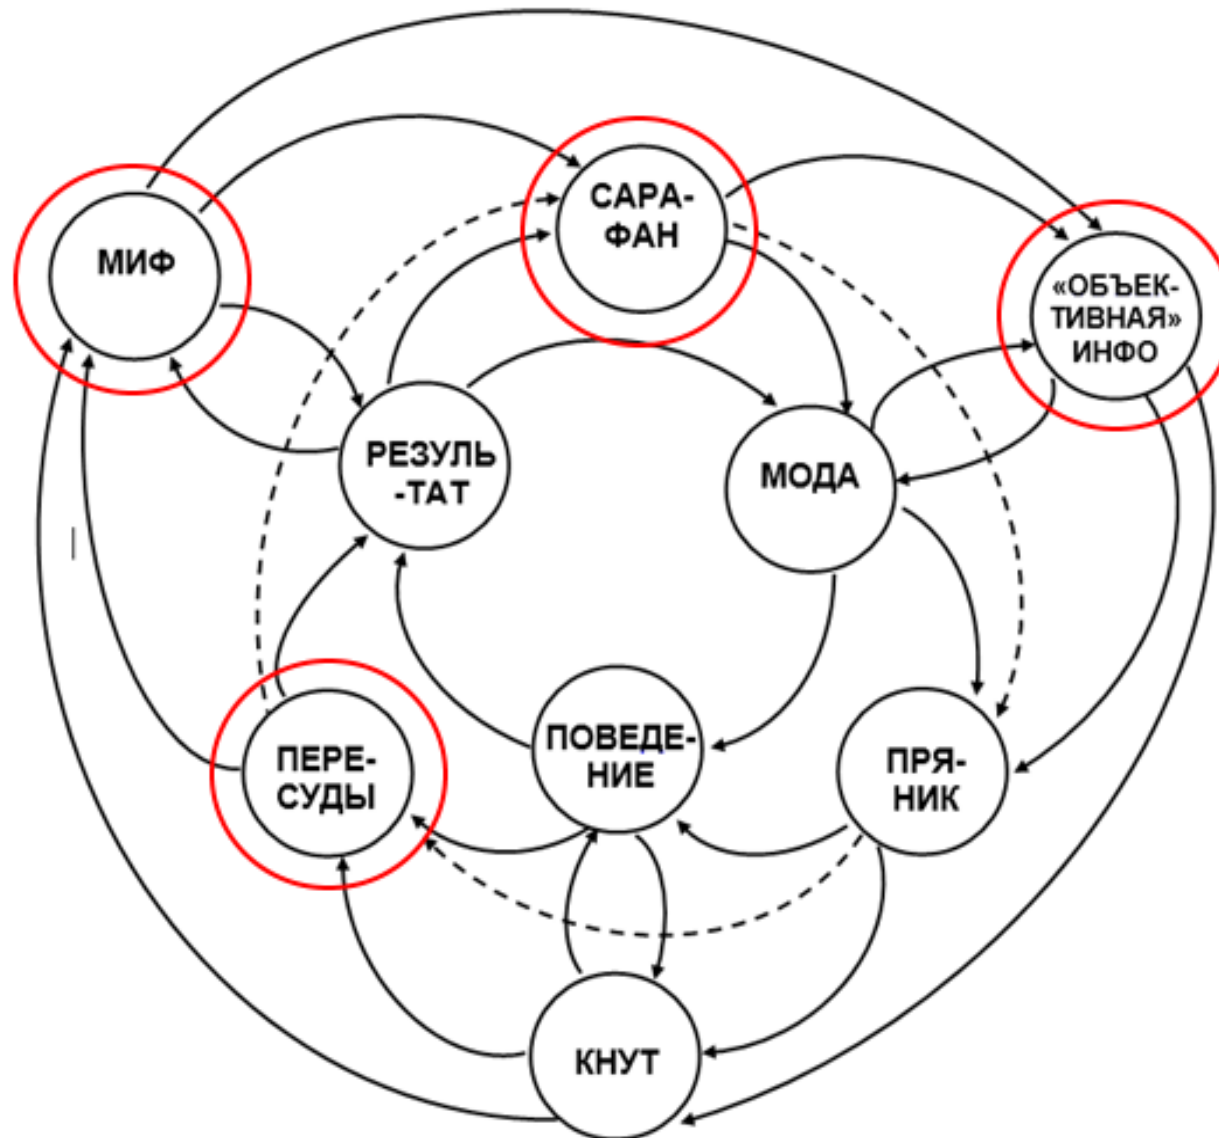 МИФ
САРА-
ФАН
«ОБЪЕК-
ТИВНАЯ»
ИНФО
РЕЗУЛЬ
-ТАТ
МОДА
ПЕРЕ-
СУДЫ
ПОВЕДЕ-
НИЕ
ПРЯ-
НИК
КНУТ